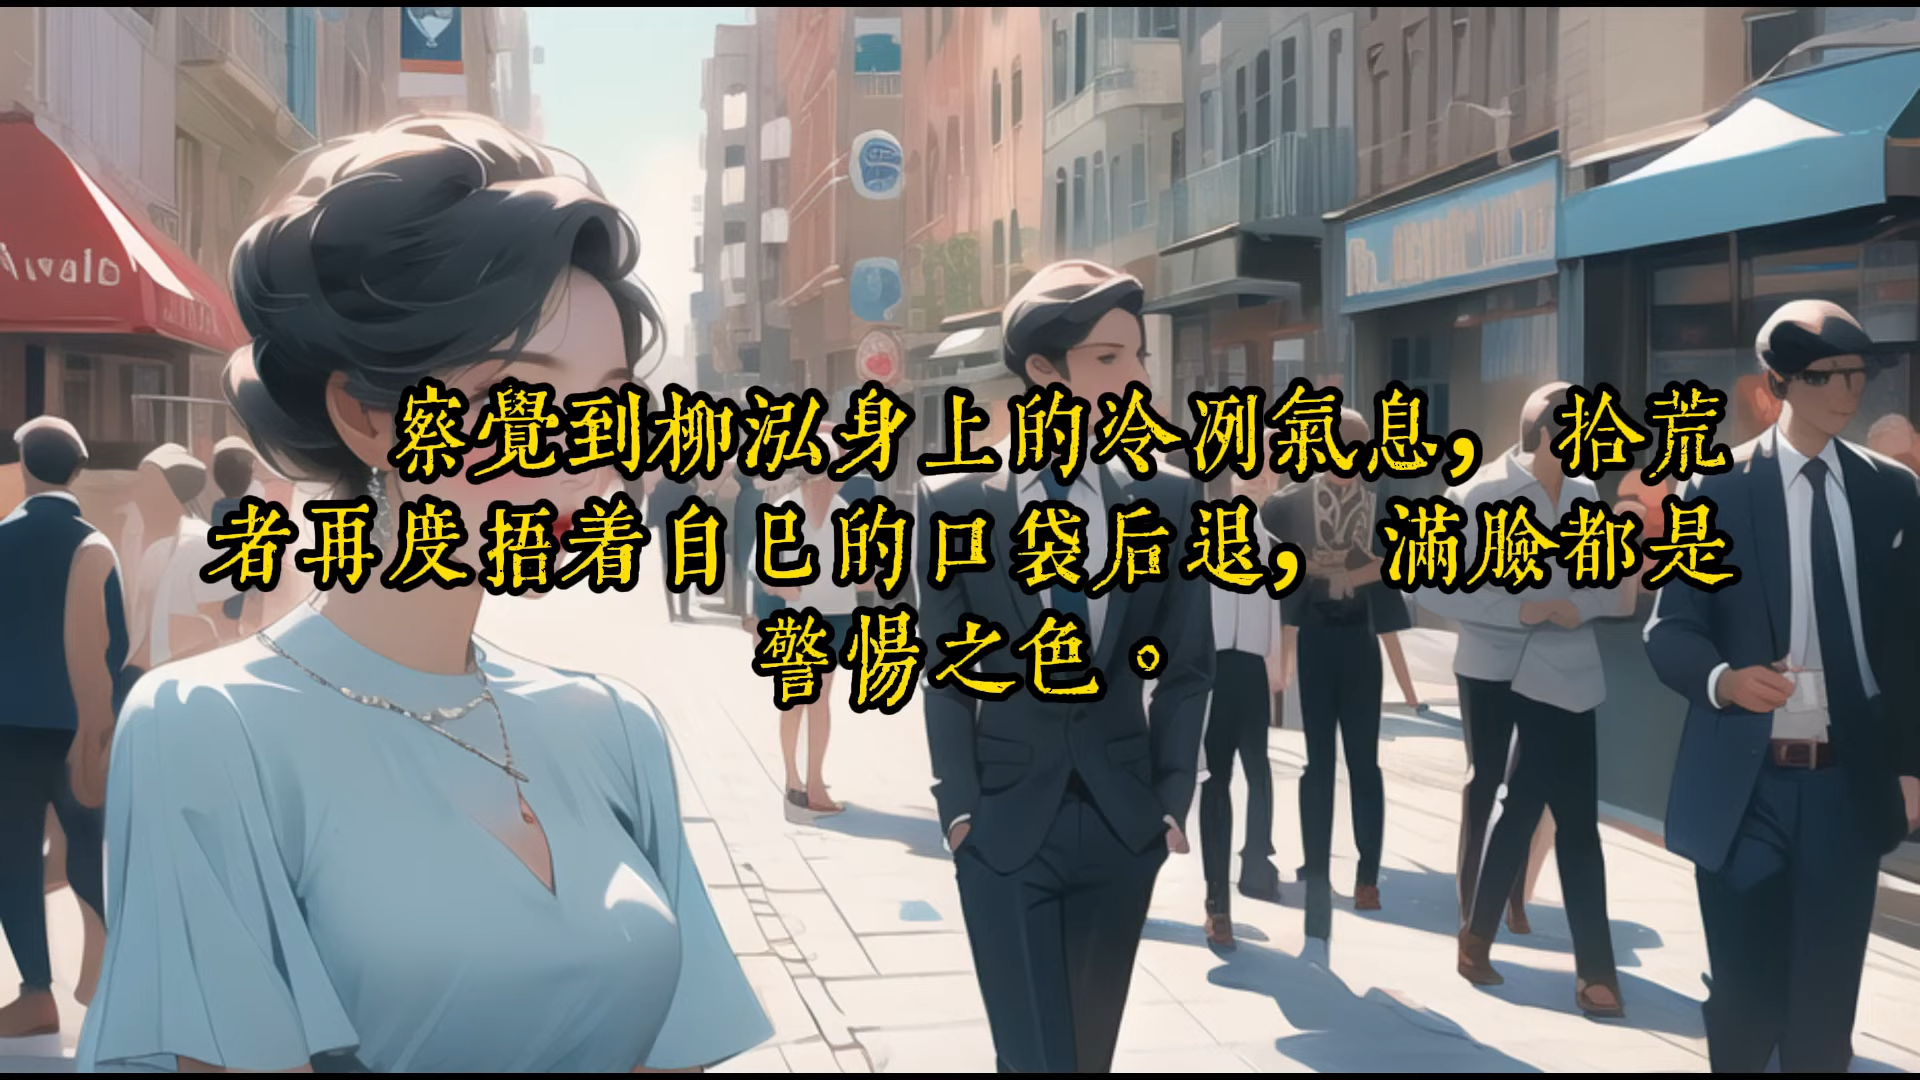 察覺到柳泓身上的冷冽氣息，拾荒
者再度捂着自已的口袋后退，滿臉都是
警惕之色。